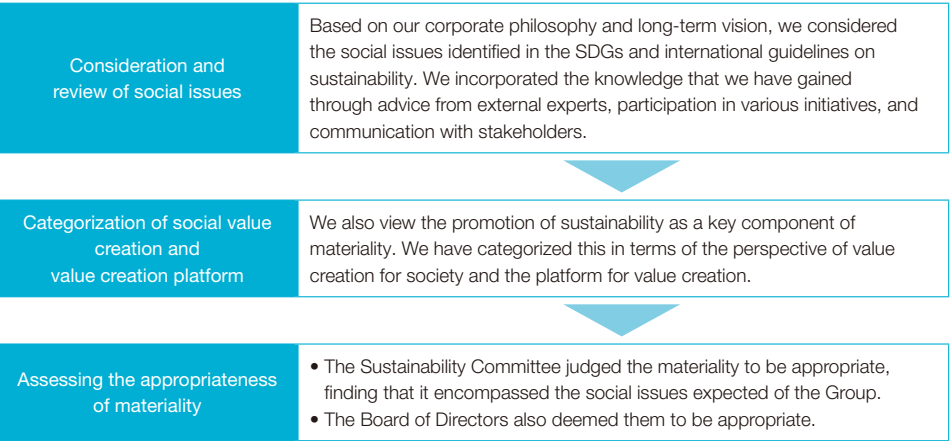 Consideration and
review of social issues
Based on our corporate philosophy and long-term vision, we considered
the social issues identified in the SDGs and international guidelines on
sustainability. We incorporated the knowledge that we have gained
through advice from external experts, participation in various initiatives, and
communication with stakeholders.
Categorization of social value
creation and
value creation platform
We also view the promotion of sustainability as a key component of
materiality. We have categorized this in terms of the perspective of value
creation for society and the platform for value creation.
Assessing the appropriateness
of materiality
• The Sustainability Committee judged the materiality to be appropriate,
finding that it encompassed the social issues expected of the Group.
• The Board of Directors also deemed them to be appropriate.